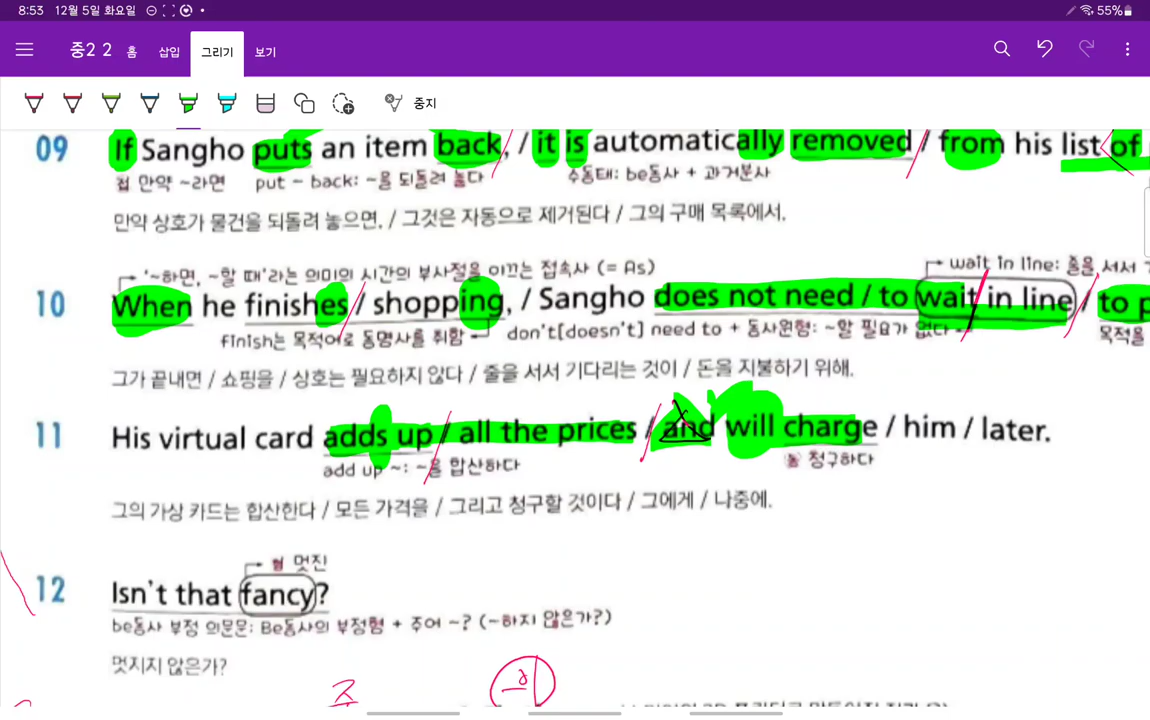 8:53 12월 5일 화요일 55%
중2 2 홈 삽입 그리기 보기
중지
09 If Sangho puts an item back, / it is automatically removed / from his list of
접 만약 ~라면 put – back: ~을 되돌려 놓다 수동태: be동사 + 과거분사
만약 상호가 물건을 되돌려 놓으면, / 그것은 자동으로 제거된다 / 그의 구매 목록에서.
'~하면, ~할 때'라는 의미의 시간의 부사절을 이끄는 접속사 (= As) wait in line: 줄을 서서
10 When he finishes / shopping, / Sangho does not need / to wait in line / to p
finish는 목적어로 동명사를 취함 don't[doesn't] need to + 동사원형: ~할 필요가 없다 목적을
그가 끝내면 / 쇼핑을 / 상호는 필요하지 않다 / 줄을 서서 기다리는 것이 / 돈을 지불하기 위해.
11 His virtual card adds up / all the prices / and will charge / him / later.
add up ~: ~을 합산하다 동 청구하다
그의 가상 카드는 합산한다 / 모든 가격을 / 그리고 청구할 것이다 / 그에게 / 나중에.
형 멋진
12 Isn't that fancy?
be동사 부정 의문문: Be동사의 부정형 + 주어 ~? (~하지 않은가?)
멋지지 않은가?